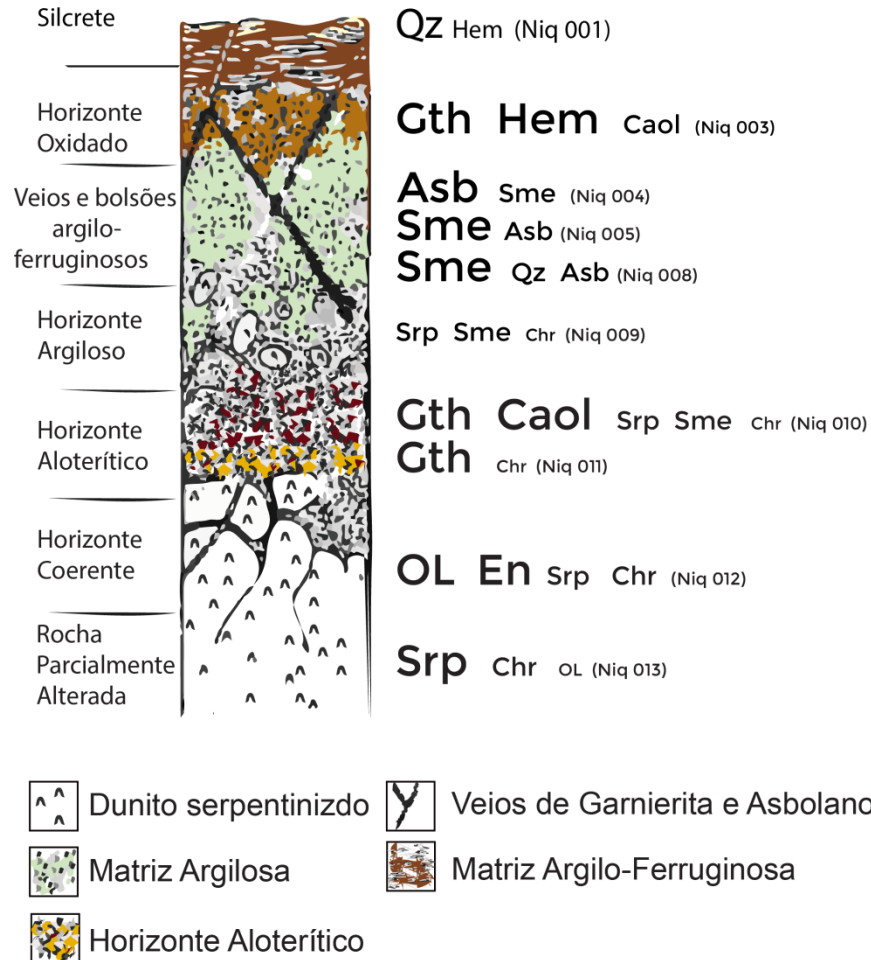 Silcrete
Qz Hem (Niq 001)
Horizonte
Oxidado
Gth Hem Caol (Niq 003)
Veios e bolsões
argilo-
ferruginosos
Asb Sme (Niq 004)
Sme Asb (Niq 005)
Sme Qz Asb (Niq 008)
Horizonte
Argiloso
Srp Sme Chr (Niq 009)
Horizonte
Aloterítico
Gth Caol Srp Sme Chr (Niq 010)
Gth Chr (Niq 011)
Horizonte
Coerente
OL En Srp Chr (Niq 012)
Rocha
Parcialmente
Alterada
Srp Chr OL (Niq 013)
Dunito serpentinizdo
Veios de Garnierita e Asbolano
Matriz Argilosa
Matriz Argilo-Ferruginosa
Horizonte Aloterítico